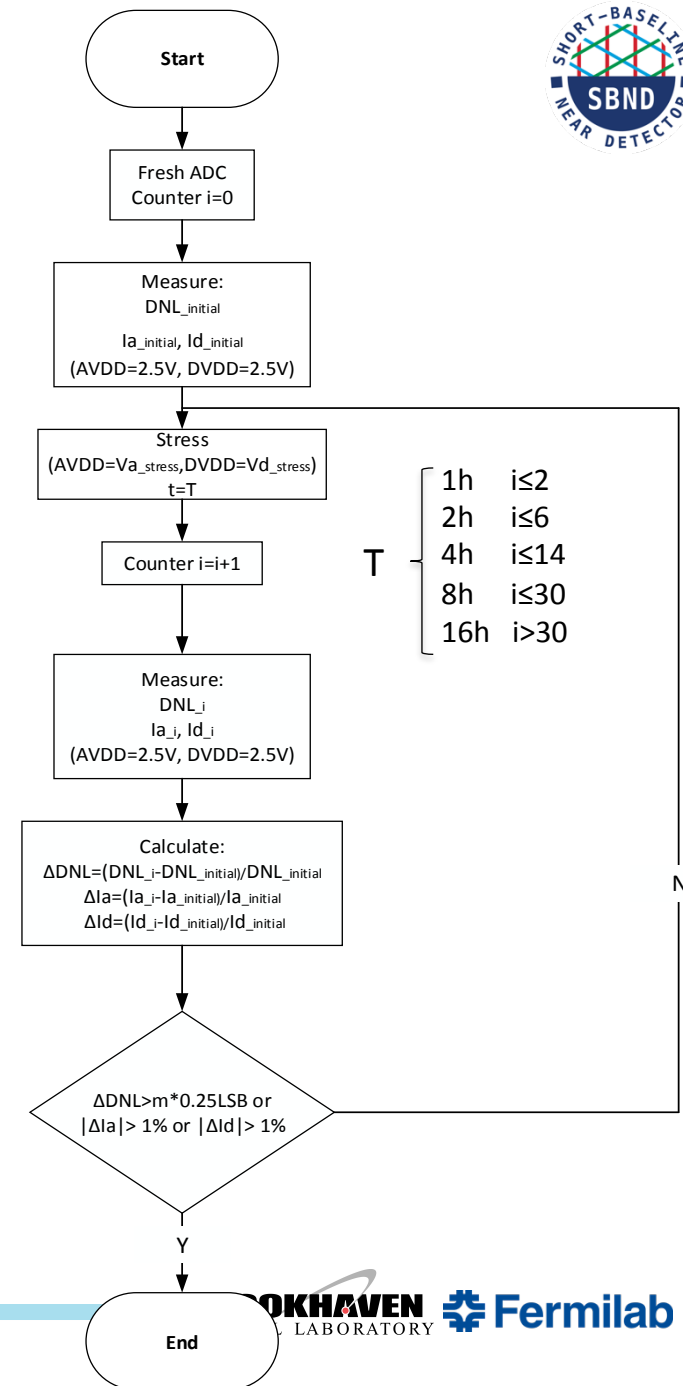 Start
SHORT-BASELINE
SBND
NEAR DETECTOR
Fresh ADC
Counter i=0
Measure:
DNL_initial
Ia_initial, Id_initial
(AVDD=2.5V, DVDD=2.5V)
Stress
(AVDD=Va_stress,DVDD=Vd_stress)
t=T
Counter i=i+1
T
1h i≤2
2h i≤6
4h i≤14
8h i≤30
16h i>30
Measure:
DNL_i
Ia_i, Id_i
(AVDD=2.5V, DVDD=2.5V)
Calculate:
ΔDNL=(DNL_i-DNL_initial)/DNL_initial
ΔIa=(Ia_i-Ia_initial)/Ia_initial
ΔId=(Id_i-Id_initial)/Id_initial
N
ΔDNL>m*0.25LSB or
|ΔIa|> 1% or |ΔId|> 1%
Y
OKHAVEN
L LABORATORY
Fermilab
End